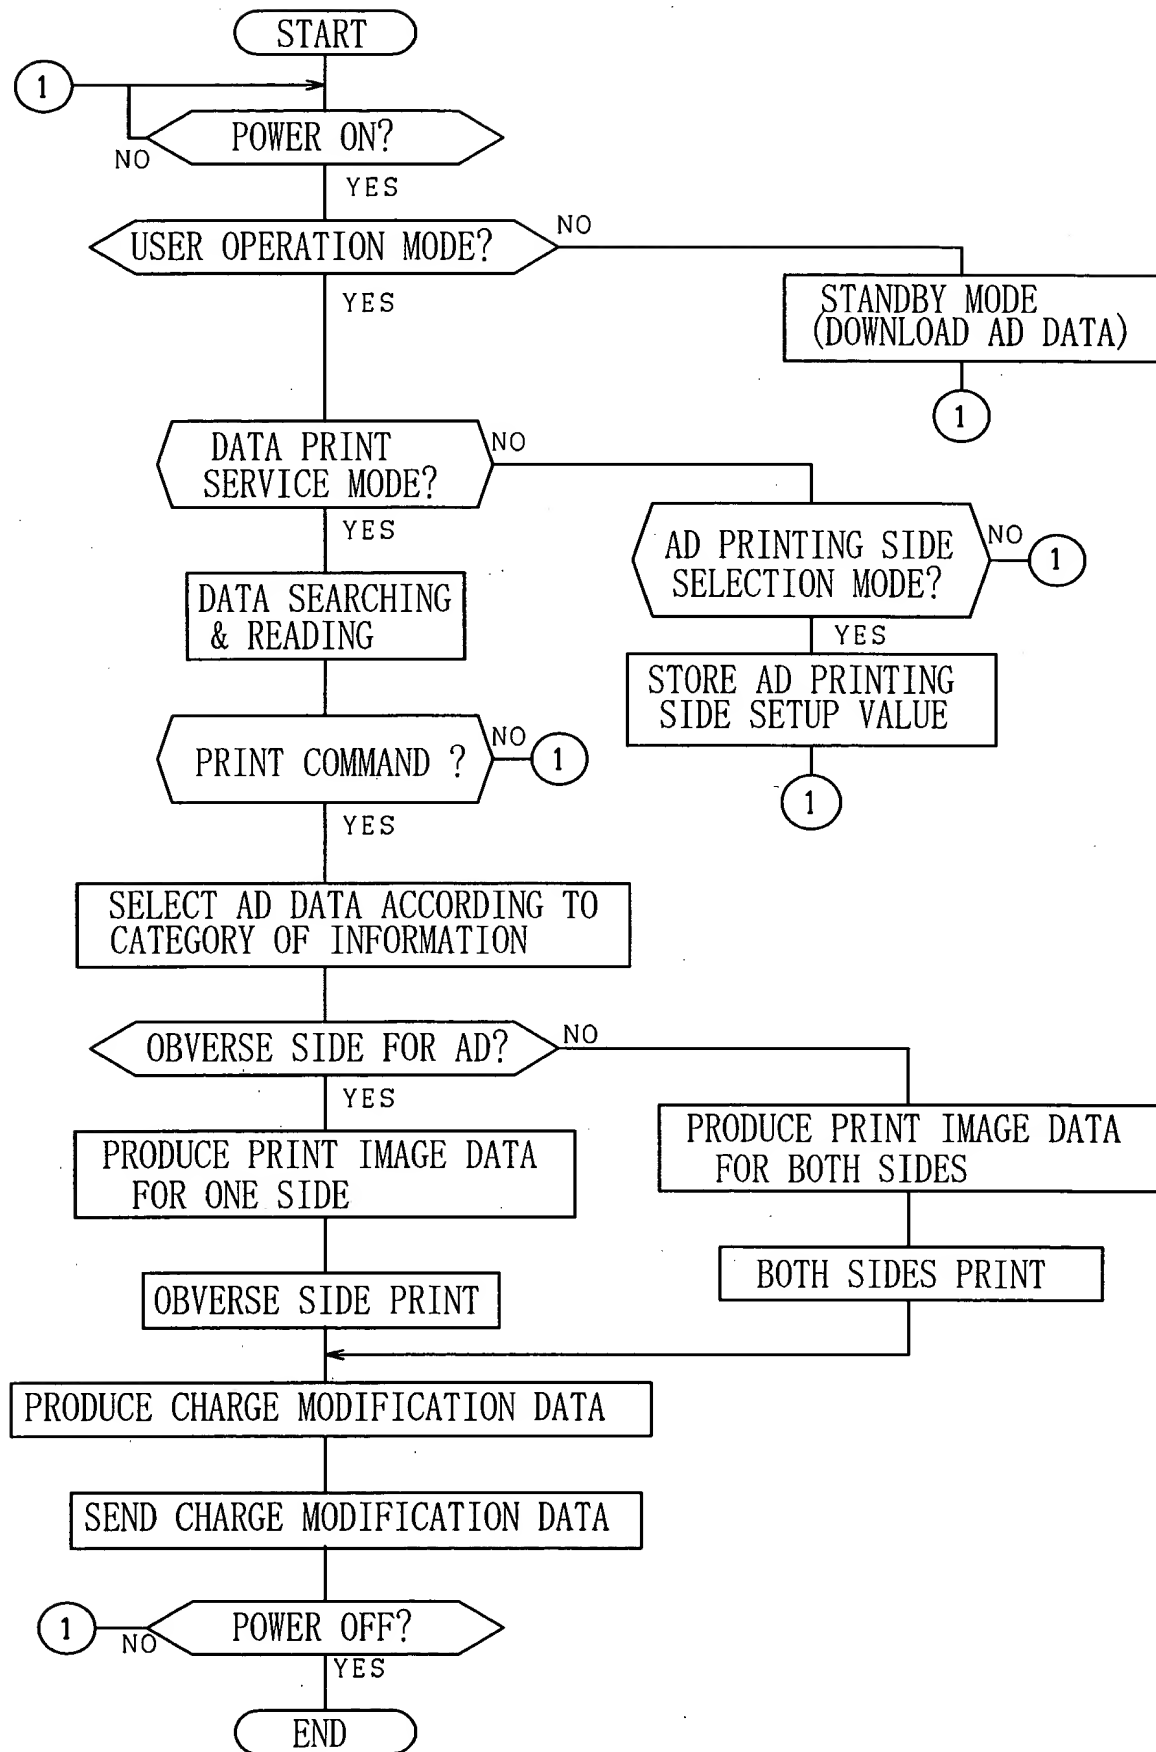 START
1
POWER ON?
NO
YES
USER OPERATION MODE?
NO
YES
STANDBY MODE
(DOWNLOAD AD DATA)
1
DATA PRINT
SERVICE MODE?
NO
YES
AD PRINTING SIDE
SELECTION MODE?
NO
1
YES
DATA SEARCHING
& READING
STORE AD PRINTING
SIDE SETUP VALUE
1
PRINT COMMAND ?
NO
1
YES
SELECT AD DATA ACCORDING TO
CATEGORY OF INFORMATION
OBVERSE SIDE FOR AD?
NO
YES
PRODUCE PRINT IMAGE DATA
FOR ONE SIDE
PRODUCE PRINT IMAGE DATA
FOR BOTH SIDES
OBVERSE SIDE PRINT
BOTH SIDES PRINT
PRODUCE CHARGE MODIFICATION DATA
SEND CHARGE MODIFICATION DATA
1
NO
POWER OFF?
YES
END